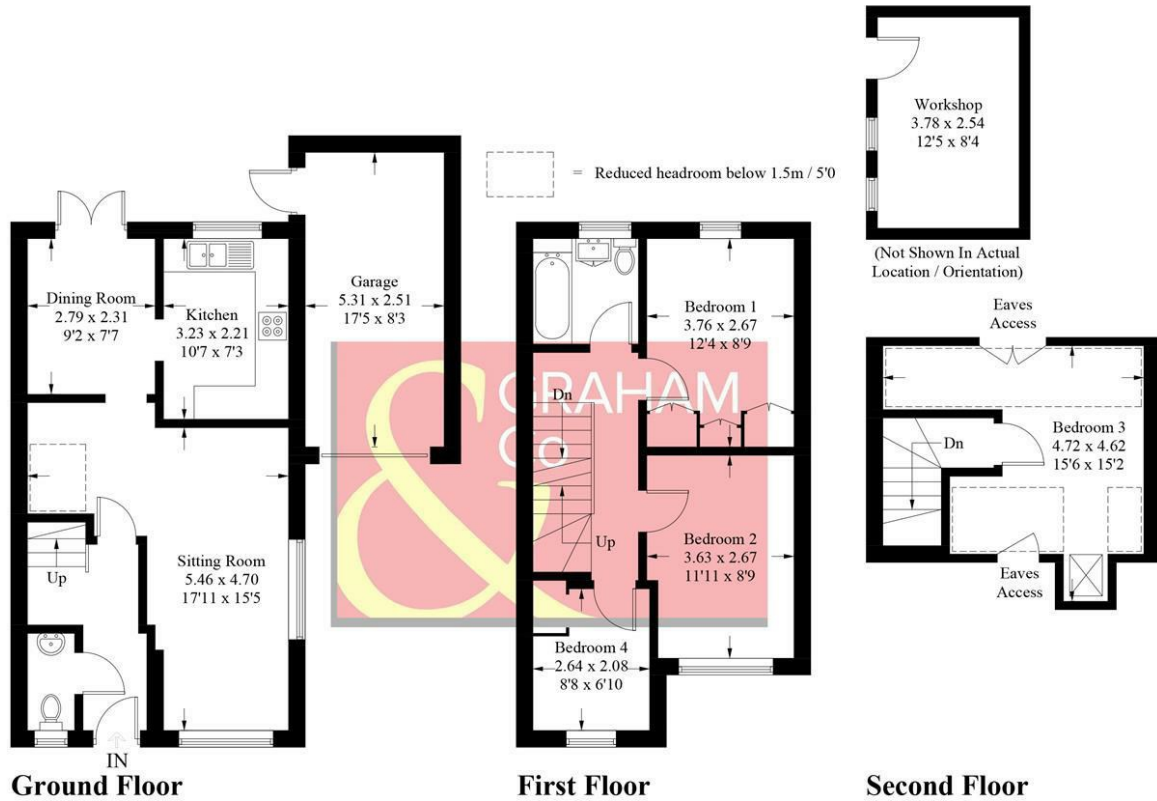 Workshop
3.78 x 2.54
12'5 x 8'4
= Reduced headroom below 1.5m / 5'0
(Not Shown In Actual
Location / Orientation)
Dining Room
2.79 x 2.31
9'2 x 7'7
Kitchen
3.23 x 2.21
10'7 x 7'3
Garage
5.31 x 2.51
17'5 x 8'3
Bedroom 1
3.76 x 2.67
12'4 x 8'9
Eaves
Access
& GRAHAM
Co
Dn
Dn
Bedroom 3
4.72 x 4.62
15'6 x 15'2
Up
Sitting Room
5.46 x 4.70
17'11 x 15'5
Up
Bedroom 2
3.63 x 2.67
11'11 x 8'9
Eaves
Access
Bedroom 4
2.64 x 2.08
8'8 x 6'10
IN
Ground Floor
First Floor
Second Floor